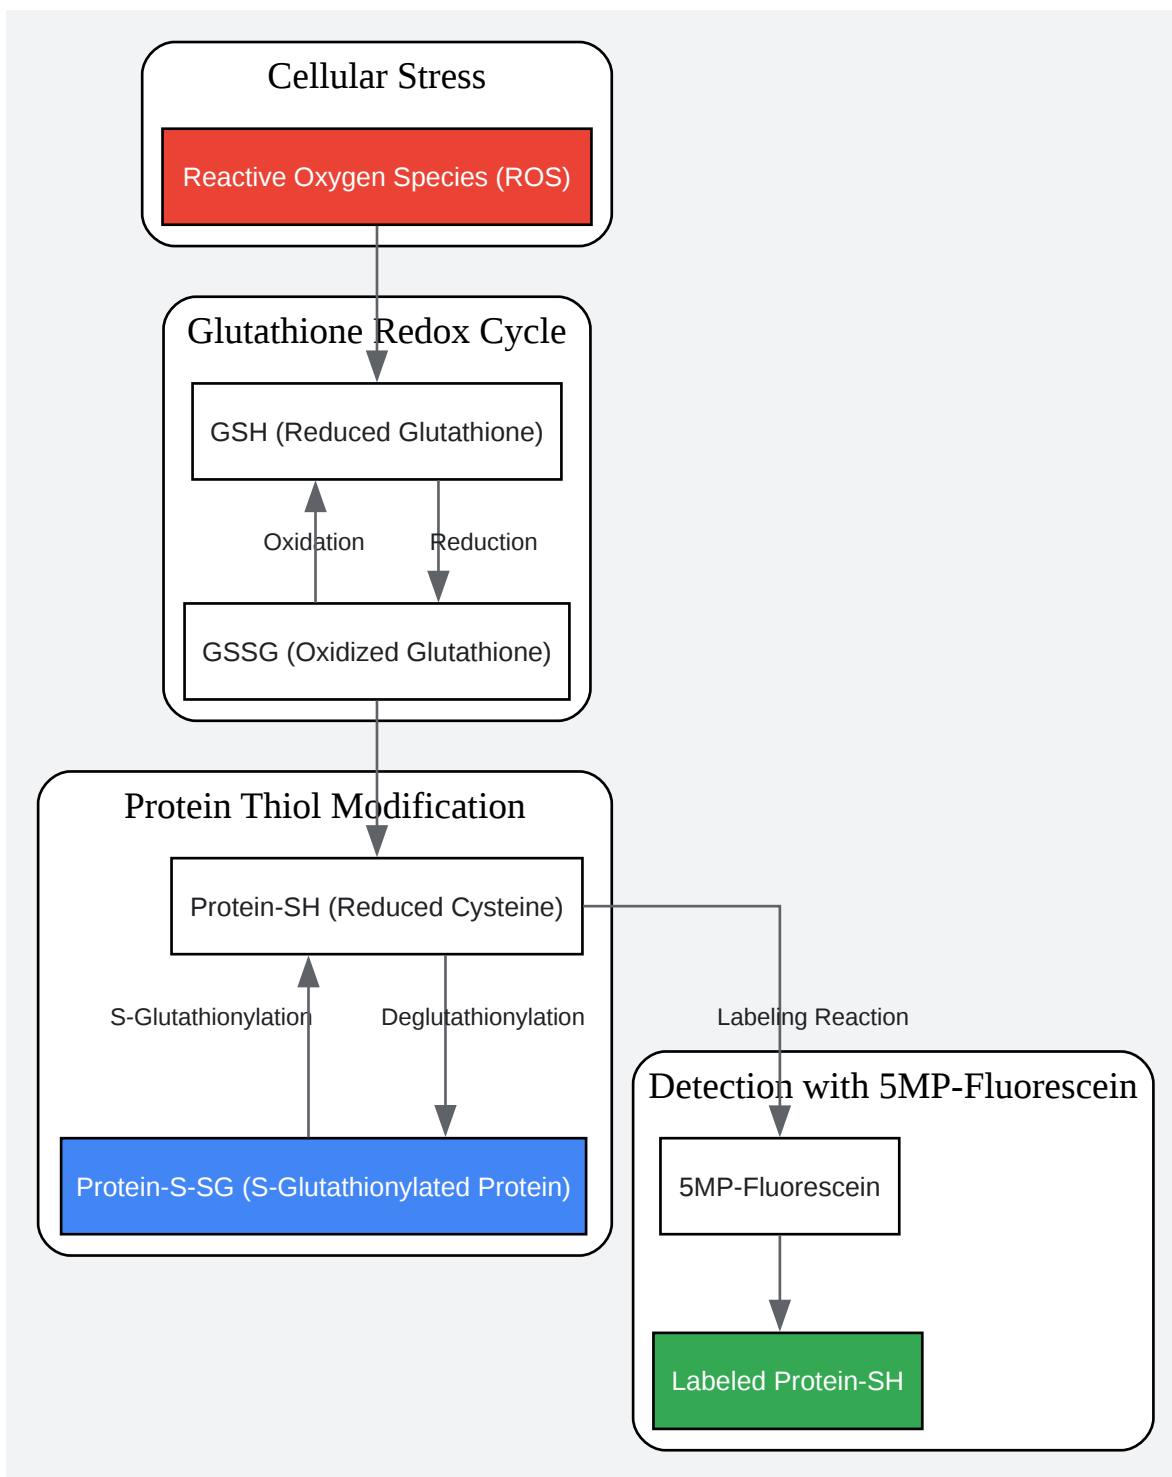 Cellular Stress
Reactive Oxygen Species (ROS)
Glutathione Redox Cycle
GSH (Reduced Glutathione)
Oxidation
Reduction
GSSG (Oxidized Glutathione)
Protein Thiol Modification
Protein-SH (Reduced Cysteine)
S-Glutathionylation
Deglutathionylation
Labeling Reaction
Detection with 5MP-Fluorescein
Protein-S-SG (S-Glutathionylated Protein)
5MP-Fluorescein
Labeled Protein-SH